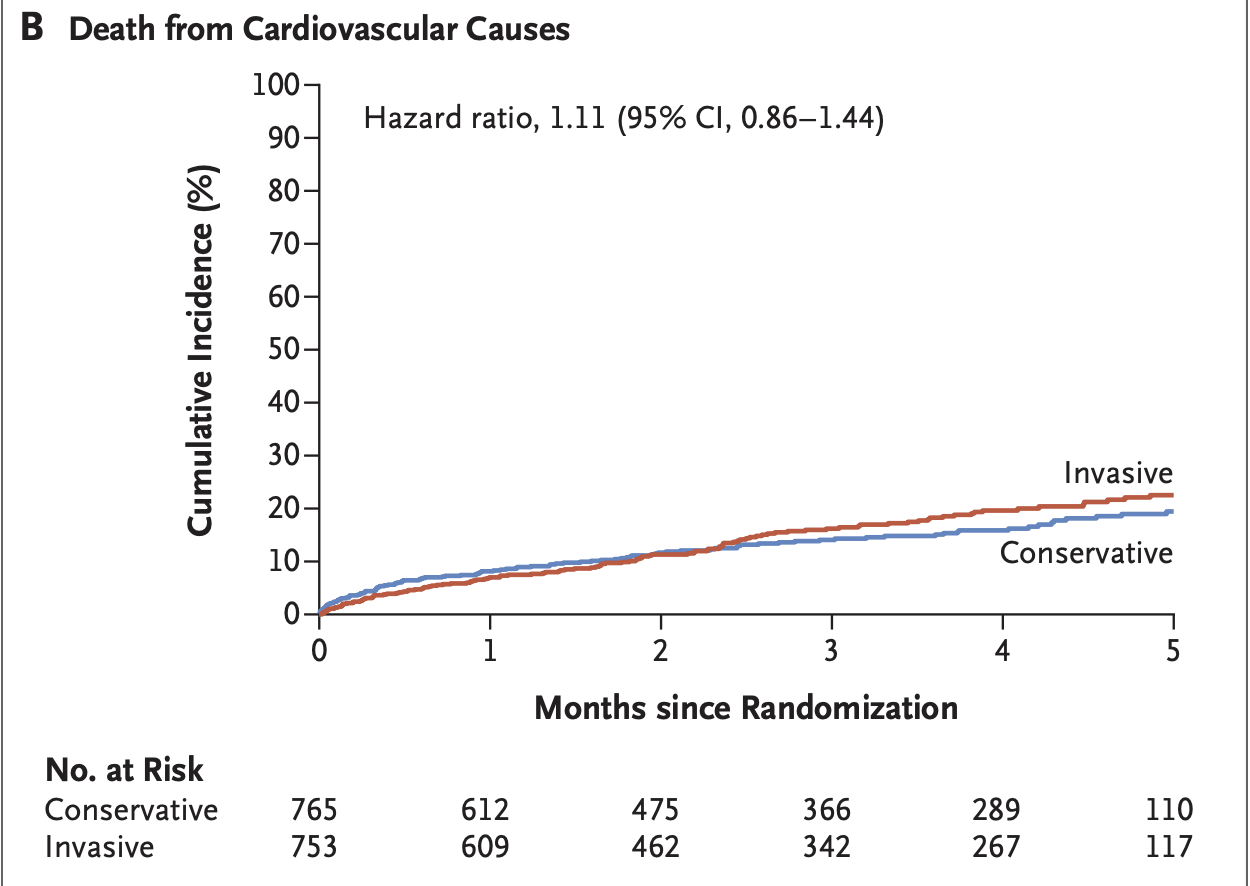 B Death from Cardiovascular Causes
100
Hazard ratio, 1.11 (95% CI, 0.86–1.44)
90
80
70
60
50
40
30
20
10
0
Cumulative Incidence (%)
Invasive
Conservative
0 1 2 3 4 5
Months since Randomization
No. at Risk
Conservative 765 612 475 366 289 110
Invasive 753 609 462 342 267 117